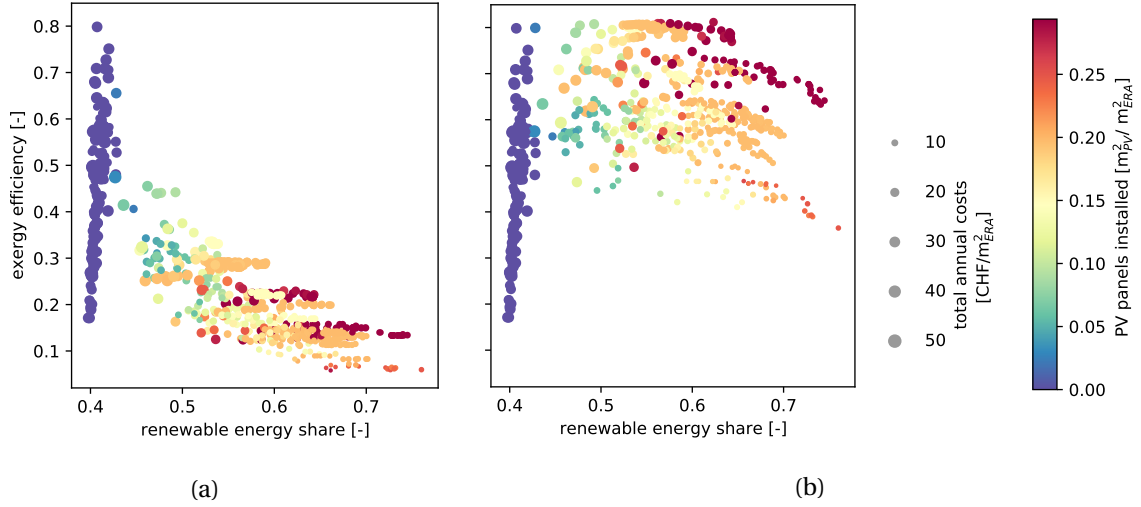 0.8
0.7
0.6
0.5
0.4
0.3
0.2
0.1
exergy efficiency [-]
0.4 0.5 0.6 0.7
renewable energy share [-]
(a)
0.4 0.5 0.6 0.7
renewable energy share [-]
(b)
10
20
30
40
50
total annual costs
[CHF/m²ERA]
0.25
0.20
0.15
0.10
0.05
0.00
PV panels installed [m²PV/ m²ERA]